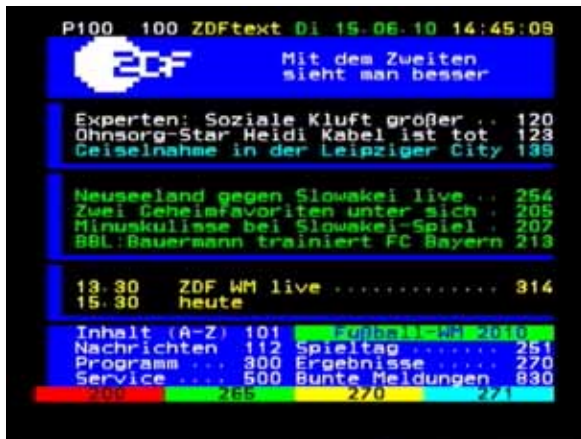 P100 100 ZDFtext Di 15.06.10 14:45:09
ZDF
Mit dem Zweiten
sieht man besser
Experten: Soziale Kluft größer .. 120
Ohnsorg-Star Heidi Kabel ist tot 123
Geiselnahme in der Leipziger City 139
Neuseeland gegen Slowakei live .. 254
Zwei Geheimfavoriten unter sich . 205
Minuskulisse bei Slowakei-Spiel . 207
BBL:Bauermann trainiert FC Bayern 213
13.30 ZDF WM live ............. 314
15.30 heute
Inhalt (A-Z) 101 Fußball-WM 2010
Nachrichten 112 Spieltag ....... 251
Programm ... 300 Ergebnisse ..... 270
Service .... 500 Bunte Meldungen 830
200 265 270 271